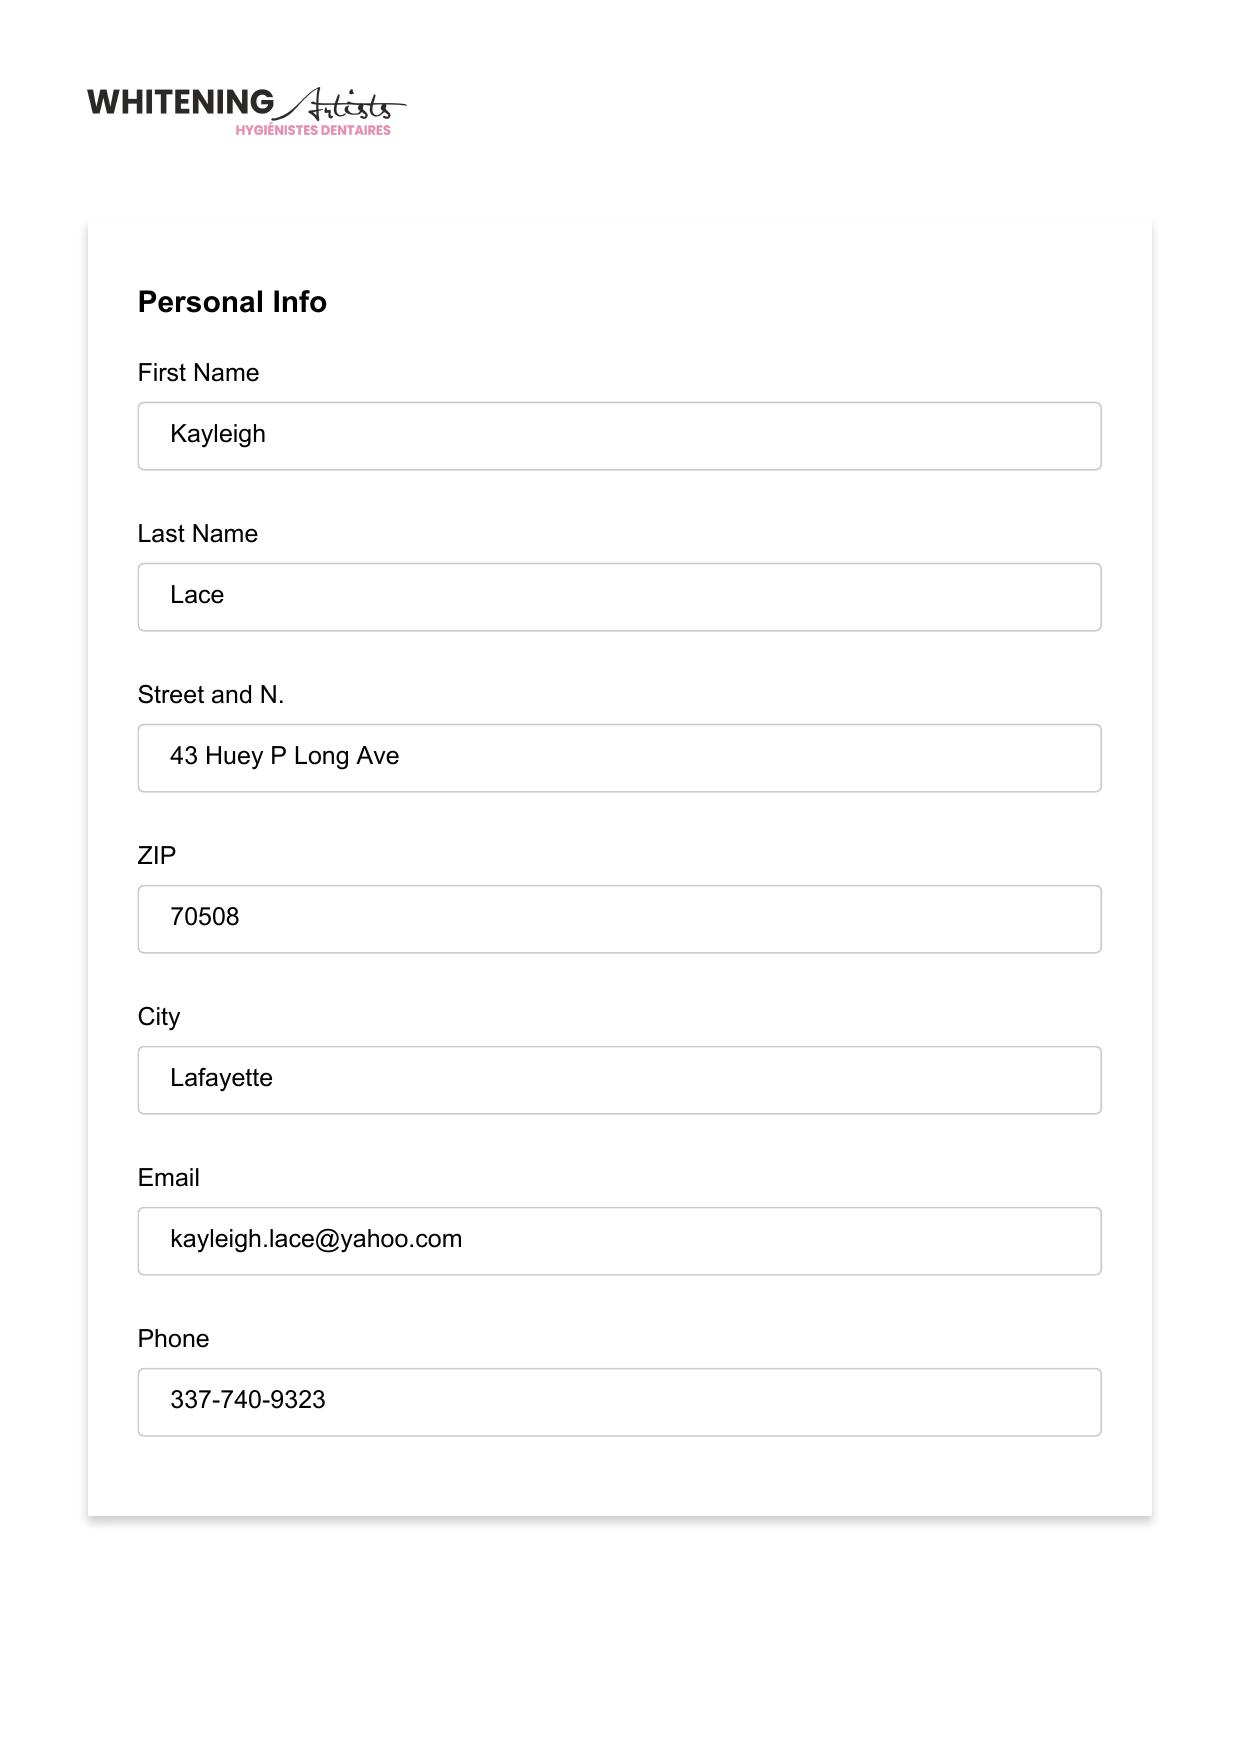 WHITENING Artists
HYGIÉNISTES DENTAIRES
Personal Info
First Name
Kayleigh
Last Name
Lace
Street and N.
43 Huey P Long Ave
ZIP
70508
City
Lafayette
Email
kayleigh.lace@yahoo.com
Phone
337-740-9323